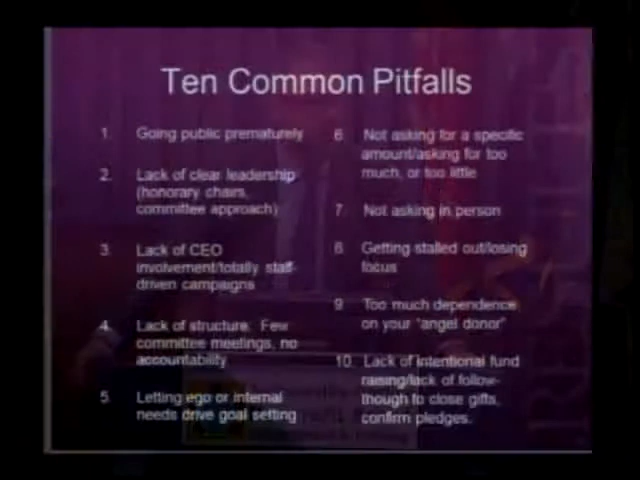 Ten Common Pitfalls
1. Going public prematurely
2. Lack of clear leadership
(honorary chairs,
committee approach)
3. Lack of CEO
involvement/totally staff-
driven campaigns
4. Lack of structure: Few
committee meetings, no
accountability
5. Letting ego or internal
needs drive goal setting
6. Not asking for a specific
amount/asking for too
much, or too little
7. Not asking in person
8. Getting stalled out/losing
focus
9. Too much dependence
on your "angel donor"
10. Lack of intentional fund
raising/lack of follow-
though to close gifts,
confirm pledges.